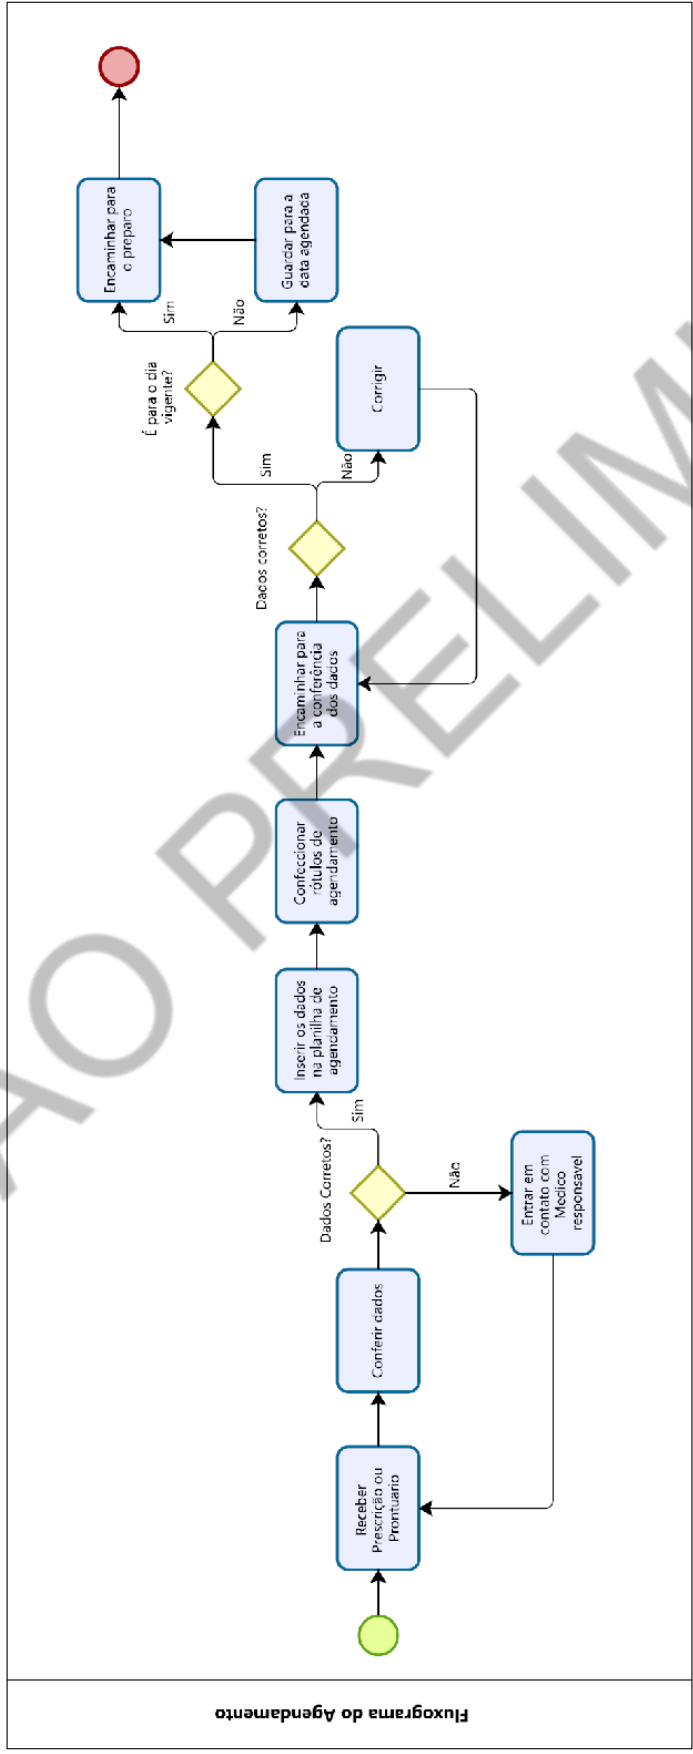 Fluxograma do Agendamento
Receber
Prescrição ou
Prontuario
Conferir dados
Dados Corretos?
Sim
Não
Entrar em
contato com
Medico
responsavel
Inserir os dados
na planilha de
agendamento
Confeccionar
rótulos de
agendamento
Encaminhar para
a conferência
dos dados
Dados corretos?
Sim
Não
Corrigir
É para o dia
vigente?
Sim
Não
Encaminhar para
o preparo
Guardar para a
data agendada
AO PRELIM